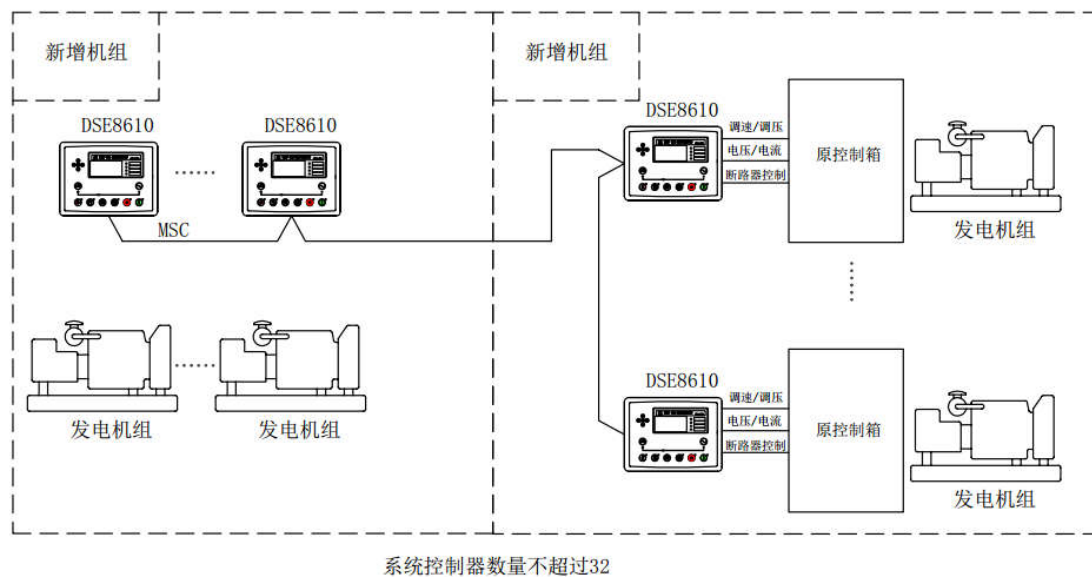 新增机组
新增机组
DSE8610
DSE8610
DSE8610
调速/调压
电压/电流
断路器控制
原控制箱
发电机组
MSC
发电机组
发电机组
DSE8610
调速/调压
电压/电流
断路器控制
原控制箱
发电机组
系统控制器数量不超过32